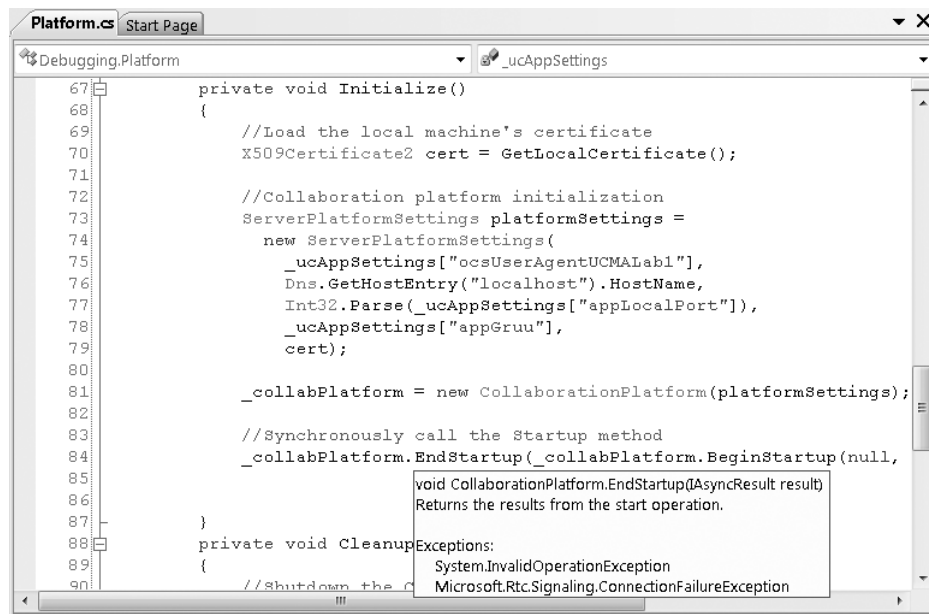 Platform.cs Start Page
Debugging.Platform _ucAppSettings
67 private void Initialize()
68 {
69 //Load the local machine's certificate
70 X509Certificate2 cert = GetLocalCertificate();
71
72 //Collaboration platform initialization
73 ServerPlatformSettings platformSettings =
74 new ServerPlatformSettings(
75 _ucAppSettings["ocsUserAgentUCMALab1"],
76 Dns.GetHostEntry("localhost").HostName,
77 Int32.Parse(_ucAppSettings["appLocalPort"]),
78 _ucAppSettings["appGruu"],
79 cert);
80
81 _collabPlatform = new CollaborationPlatform(platformSettings);
82
83 //Synchronously call the Startup method
84 _collabPlatform.EndStartup(_collabPlatform.BeginStartup(null,
85 void CollaborationPlatform.EndStartup(IAsyncResult result)
86 Returns the results from the start operation.
87 }
88 private void Cleanup Exceptions:
89 { System.InvalidOperationException
90 //Shutdown the C Microsoft.Rtc.Signaling.ConnectionFailureException